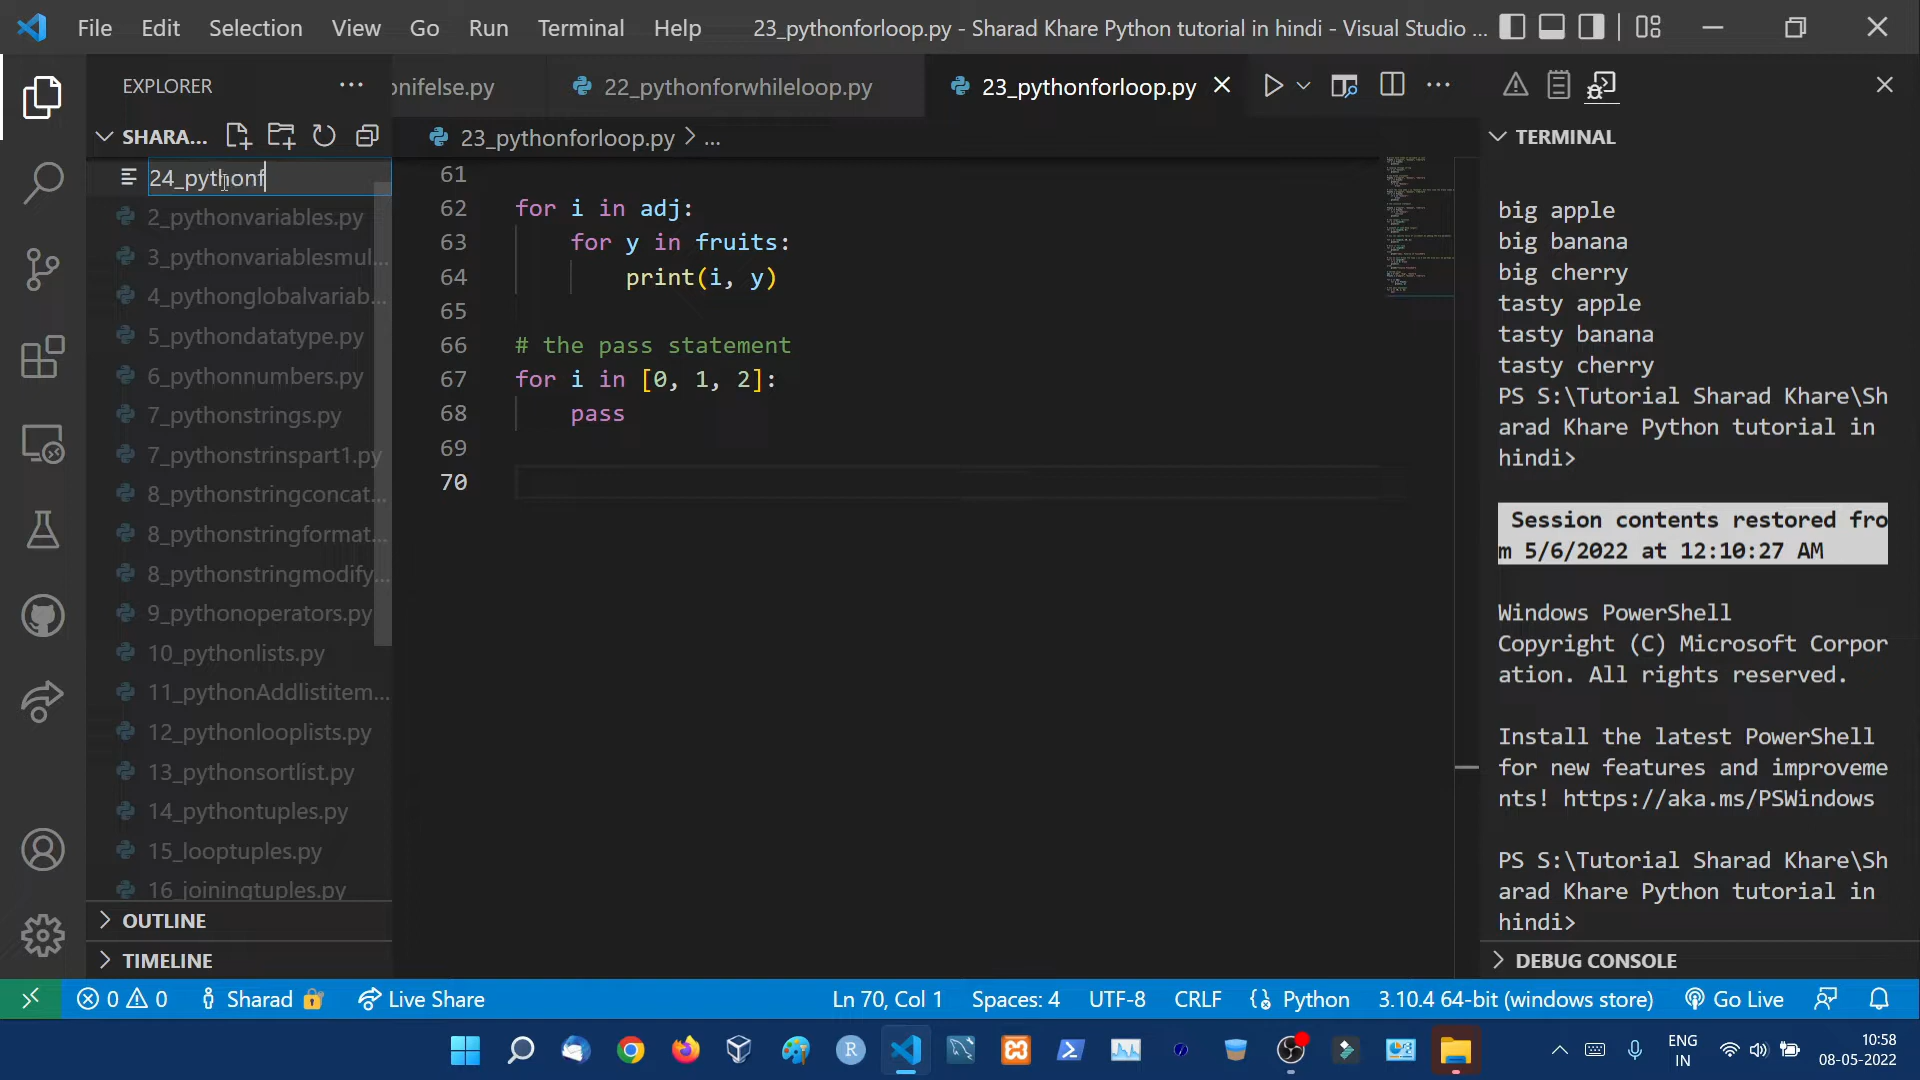 File Edit Selection View Go Run Terminal Help 23_pythonforloop.py - Sharad Khare Python tutorial in hindi - Visual Studio ...
EXPLORER
onifelse.py 22_pythonforwhileloop.py 23_pythonforloop.py
SHARA...
23_pythonforloop.py > ...
TERMINAL
24_pythonf
2_pythonvariables.py
3_pythonvariablesmul...
4_pythonglobalvariab...
5_pythondatatype.py
6_pythonnumbers.py
7_pythonstrings.py
7_pythonstrinspart1.py
8_pythonstringconcat...
8_pythonstringformat...
8_pythonstringmodify...
9_pythonoperators.py
10_pythonlists.py
11_pythonAddlistitem...
12_pythonlooplists.py
13_pythonsortlist.py
14_pythontuples.py
15_looptuples.py
16_joiningtuples.py
OUTLINE
TIMELINE
61
62 for i in adj:
63 for y in fruits:
64 print(i, y)
65
66 # the pass statement
67 for i in [0, 1, 2]:
68 pass
69
70
big apple
big banana
big cherry
tasty apple
tasty banana
tasty cherry
PS S:\Tutorial Sharad Khare\Sh
arad Khare Python tutorial in
hindi>
Session contents restored fro
m 5/6/2022 at 12:10:27 AM
Windows PowerShell
Copyright (C) Microsoft Corpor
ation. All rights reserved.
Install the latest PowerShell
for new features and improveme
nts! https://aka.ms/PSWindows
PS S:\Tutorial Sharad Khare\Sh
arad Khare Python tutorial in
hindi>
DEBUG CONSOLE
0 0 Sharad Live Share Ln 70, Col 1 Spaces: 4 UTF-8 CRLF Python 3.10.4 64-bit (windows store) Go Live
R
ENG
IN
10:58
08-05-2022